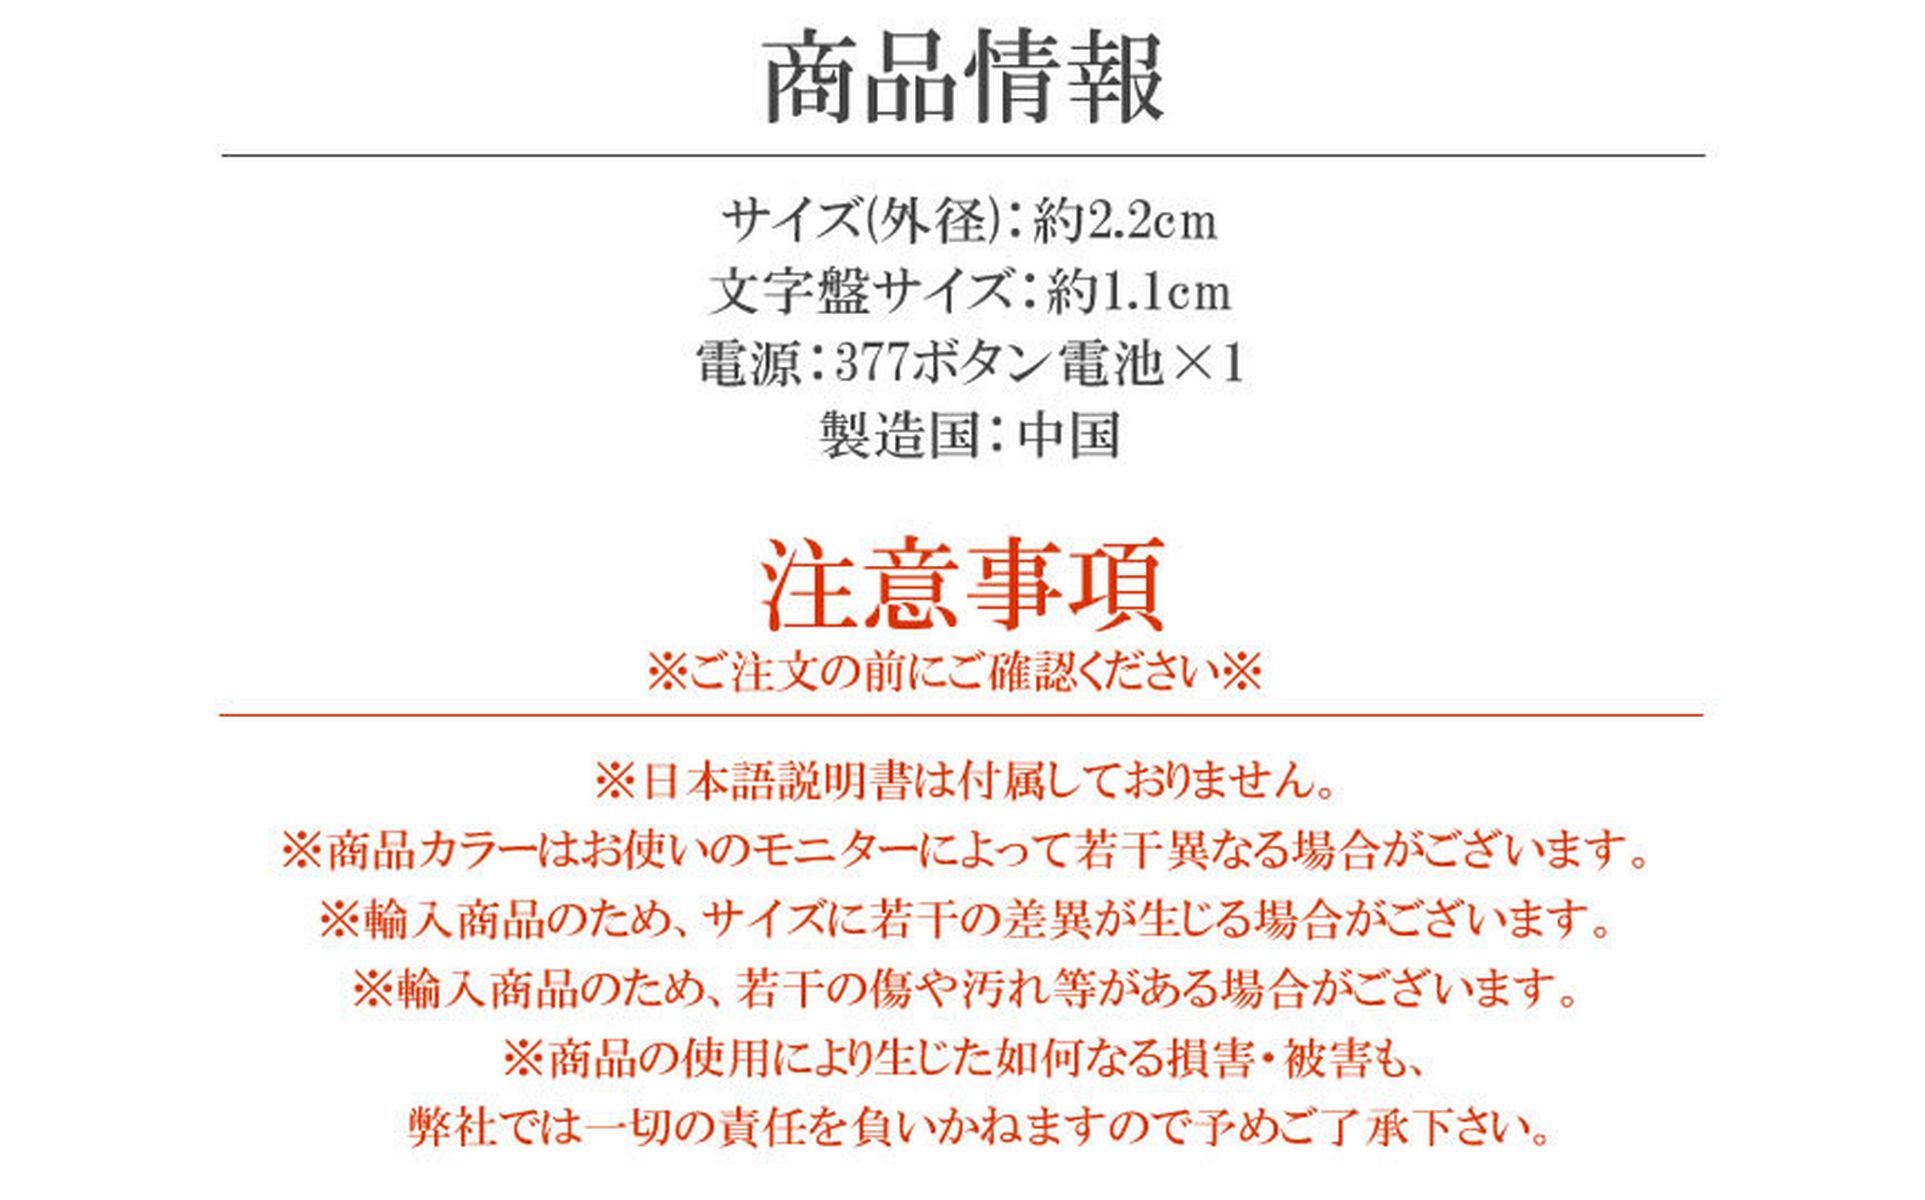 商品情報
サイズ(外径)：約2.2cm
文字盤サイズ：約1.1cm
電源：377ボタン電池×1
製造国：中国
注意事項
※ご注文の前にご確認ください※
※日本語説明書は付属しておりません。
※商品カラーはお使いのモニターによって若干異なる場合がございます。
※輸入商品のため、サイズに若干の差異が生じる場合がございます。
※輸入商品のため、若干の傷や汚れ等がある場合がございます。
※商品の使用により生じた如何なる損害・被害も、
弊社では一切の責任を負いかねますので予めご了承下さい。